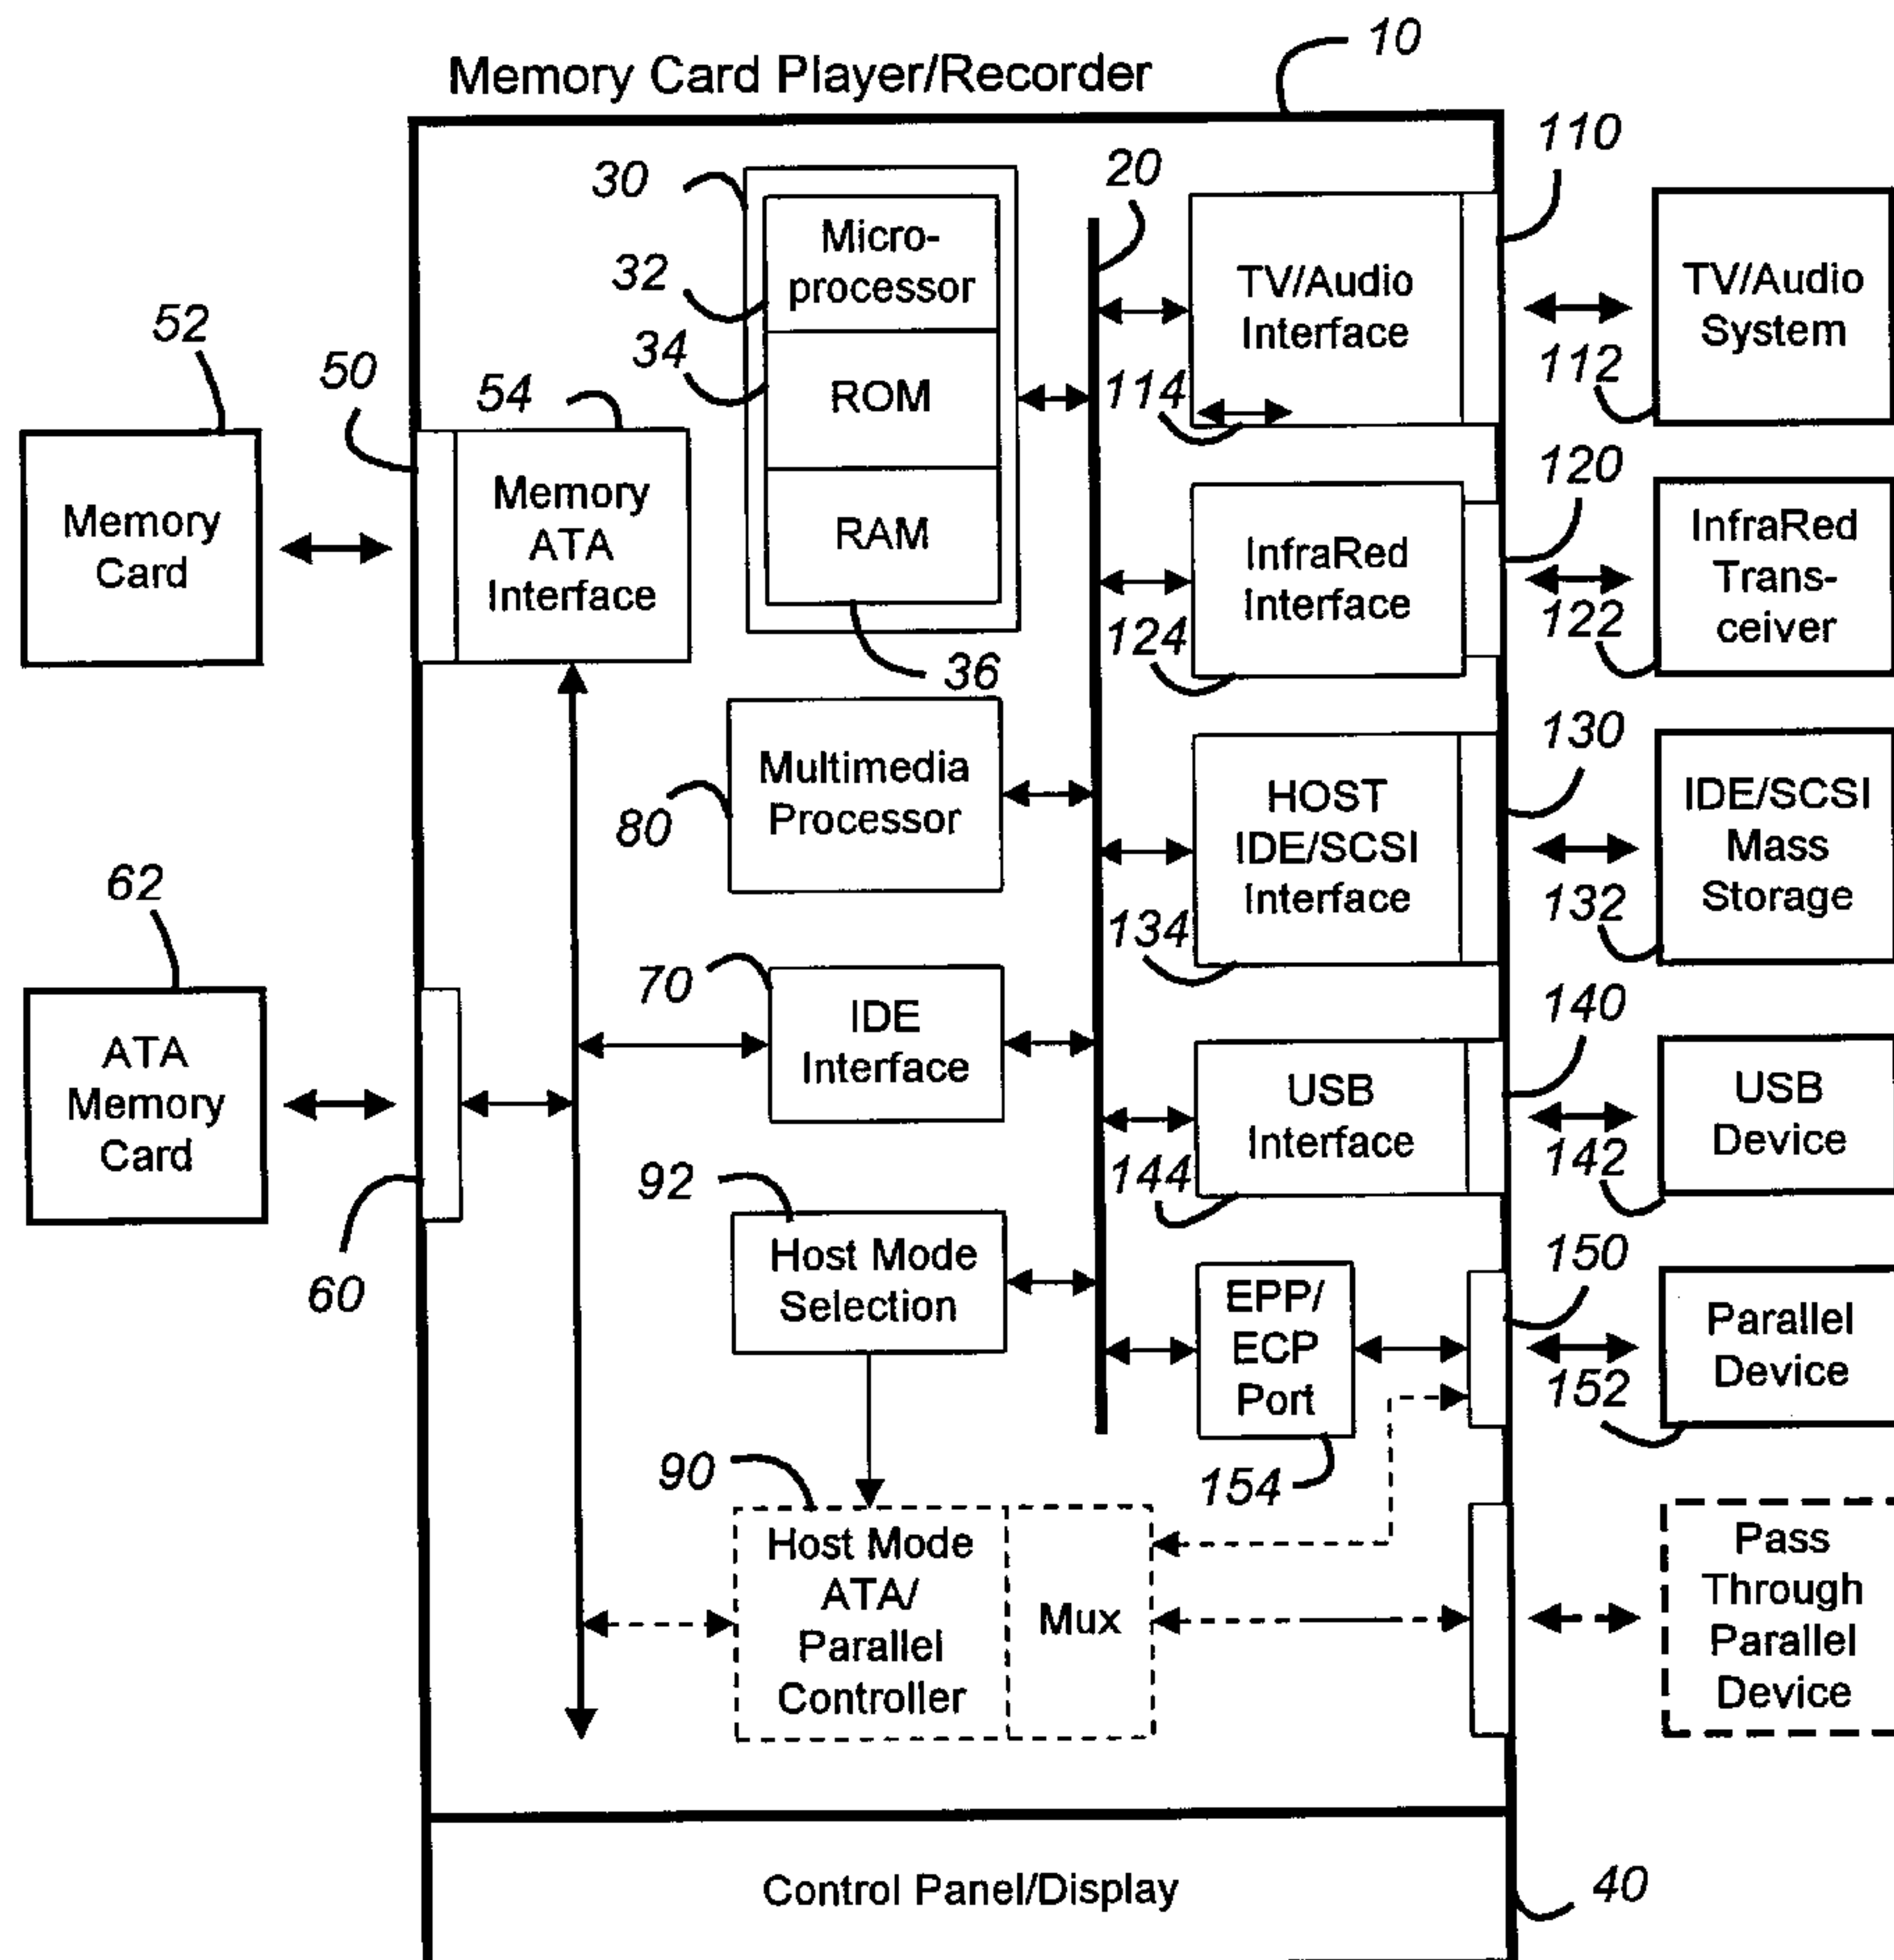 10
Memory Card Player/Recorder
110
30
20
Micro-
processor
32
34
ROM
RAM
36
TV/Audio
Interface
114
TV/Audio
System
112
52
50
54
Memory
Card
Memory
ATA
Interface
120
InfraRed
Interface
124
InfraRed
Trans-
ceiver
122
Multimedia
Processor
80
130
HOST
IDE/SCSI
Interface
134
IDE/SCSI
Mass
Storage
132
62
ATA
Memory
Card
60
70
IDE
Interface
140
USB
Interface
144
USB
Device
142
92
Host Mode
Selection
150
EPP/
ECP
Port
154
Parallel
Device
152
90
Host Mode
ATA/
Parallel
Controller
Mux
Pass
Through
Parallel
Device
Control Panel/Display
40